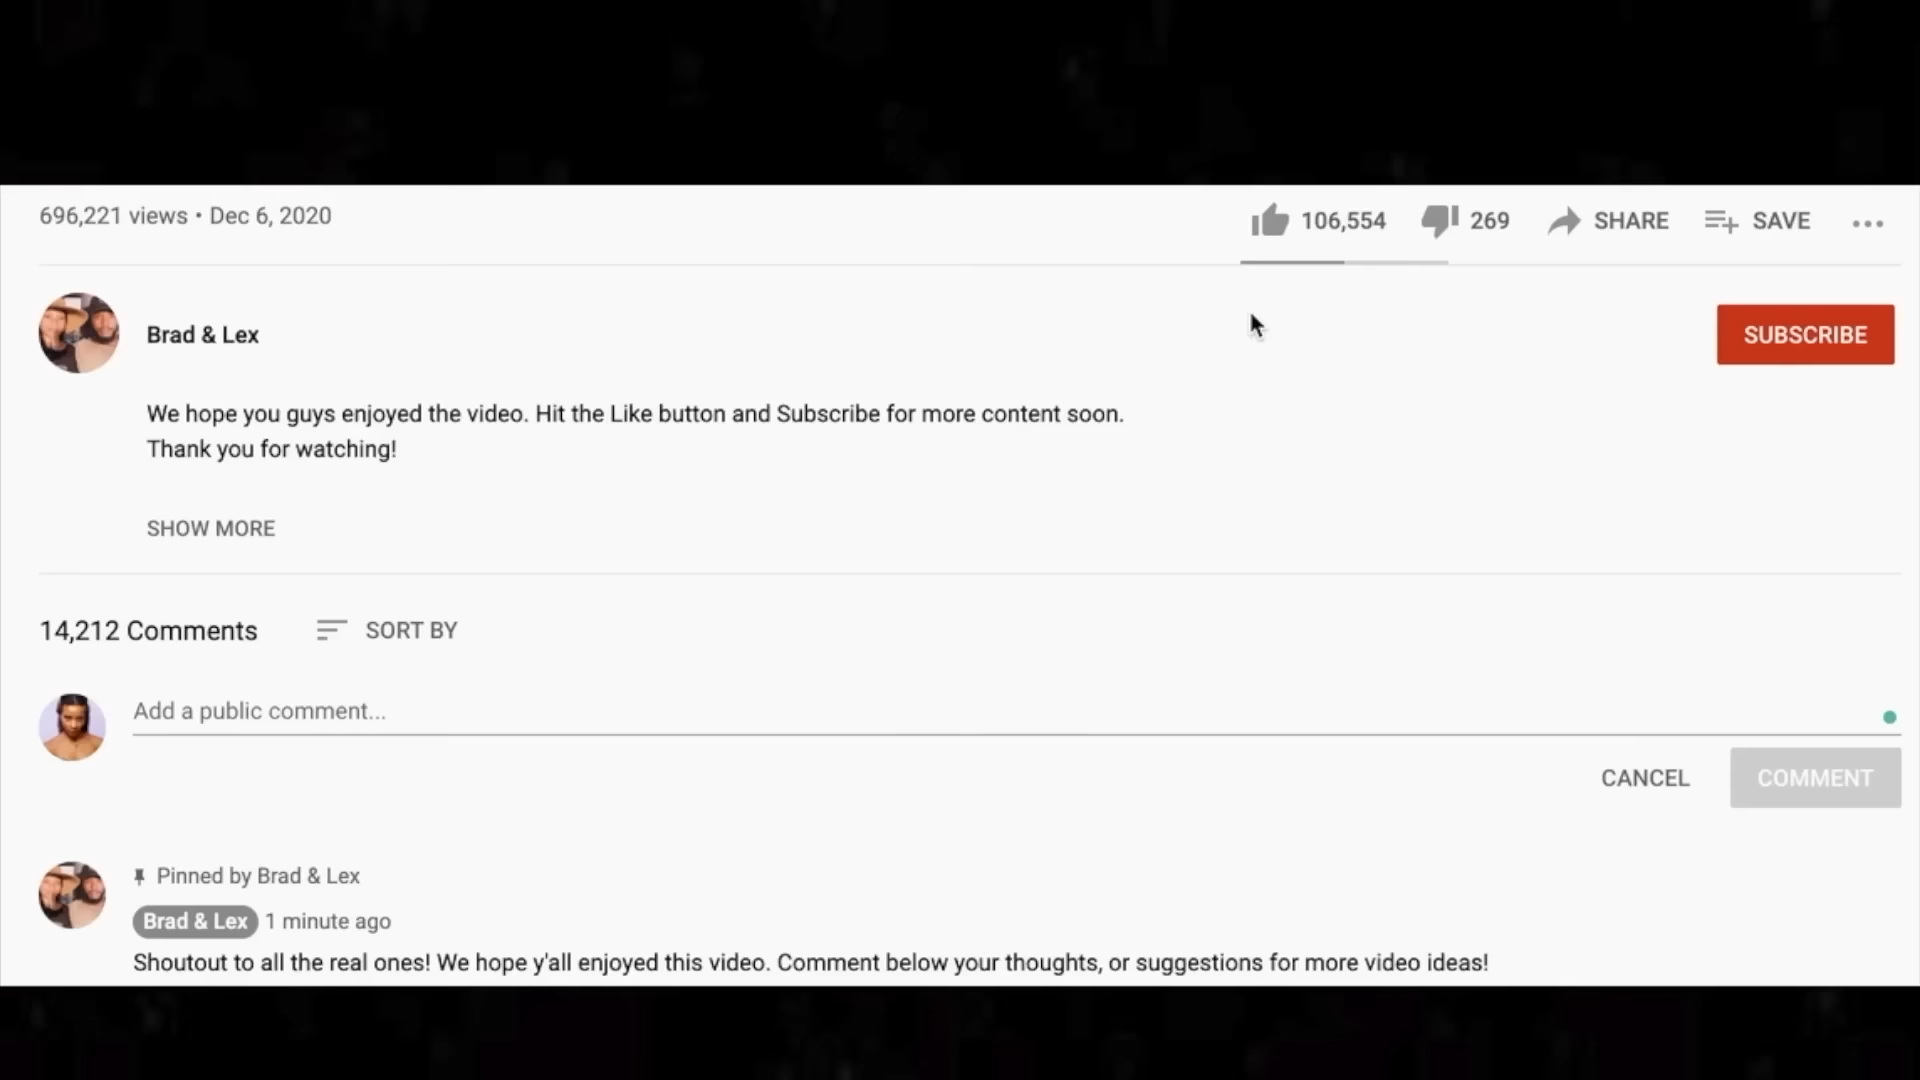 696,221 views • Dec 6, 2020
106,554 269 SHARE SAVE
Brad & Lex
SUBSCRIBE
We hope you guys enjoyed the video. Hit the Like button and Subscribe for more content soon.
Thank you for watching!
SHOW MORE
14,212 Comments SORT BY
Add a public comment...
CANCEL COMMENT
Pinned by Brad & Lex
Brad & Lex 1 minute ago
Shoutout to all the real ones! We hope y'all enjoyed this video. Comment below your thoughts, or suggestions for more video ideas!